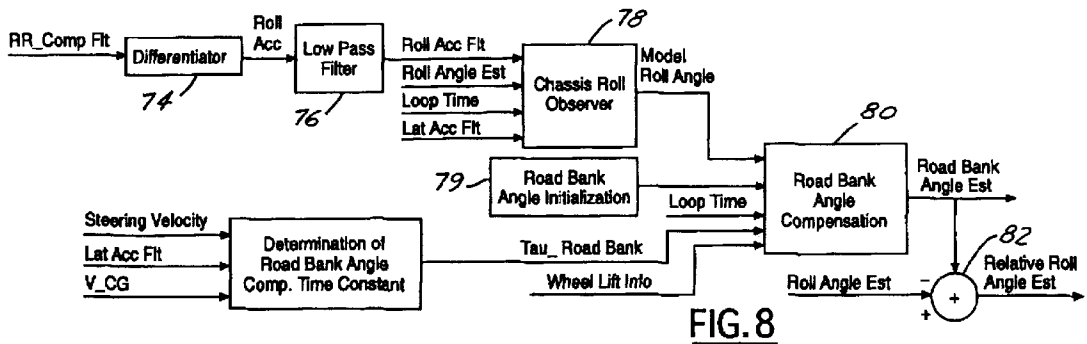 RR_Comp Flt
Differentiator
74
Roll
Acc
Low Pass
Filter
76
Roll Acc Flt
Roll Angle Est
Loop Time
Lat Acc Flt
78
Chassis Roll
Observer
Model
Roll Angle
79
Road Bank
Angle Initialization
Loop Time
80
Road Bank
Angle
Compensation
Road Bank
Angle Est
Steering Velocity
Lat Acc Flt
V_CG
Determination of
Road Bank Angle
Comp. Time Constant
Tau_ Road Bank
Wheel Lift Info
Roll Angle Est
−
+
+
82
Relative Roll
Angle Est
FIG. 8